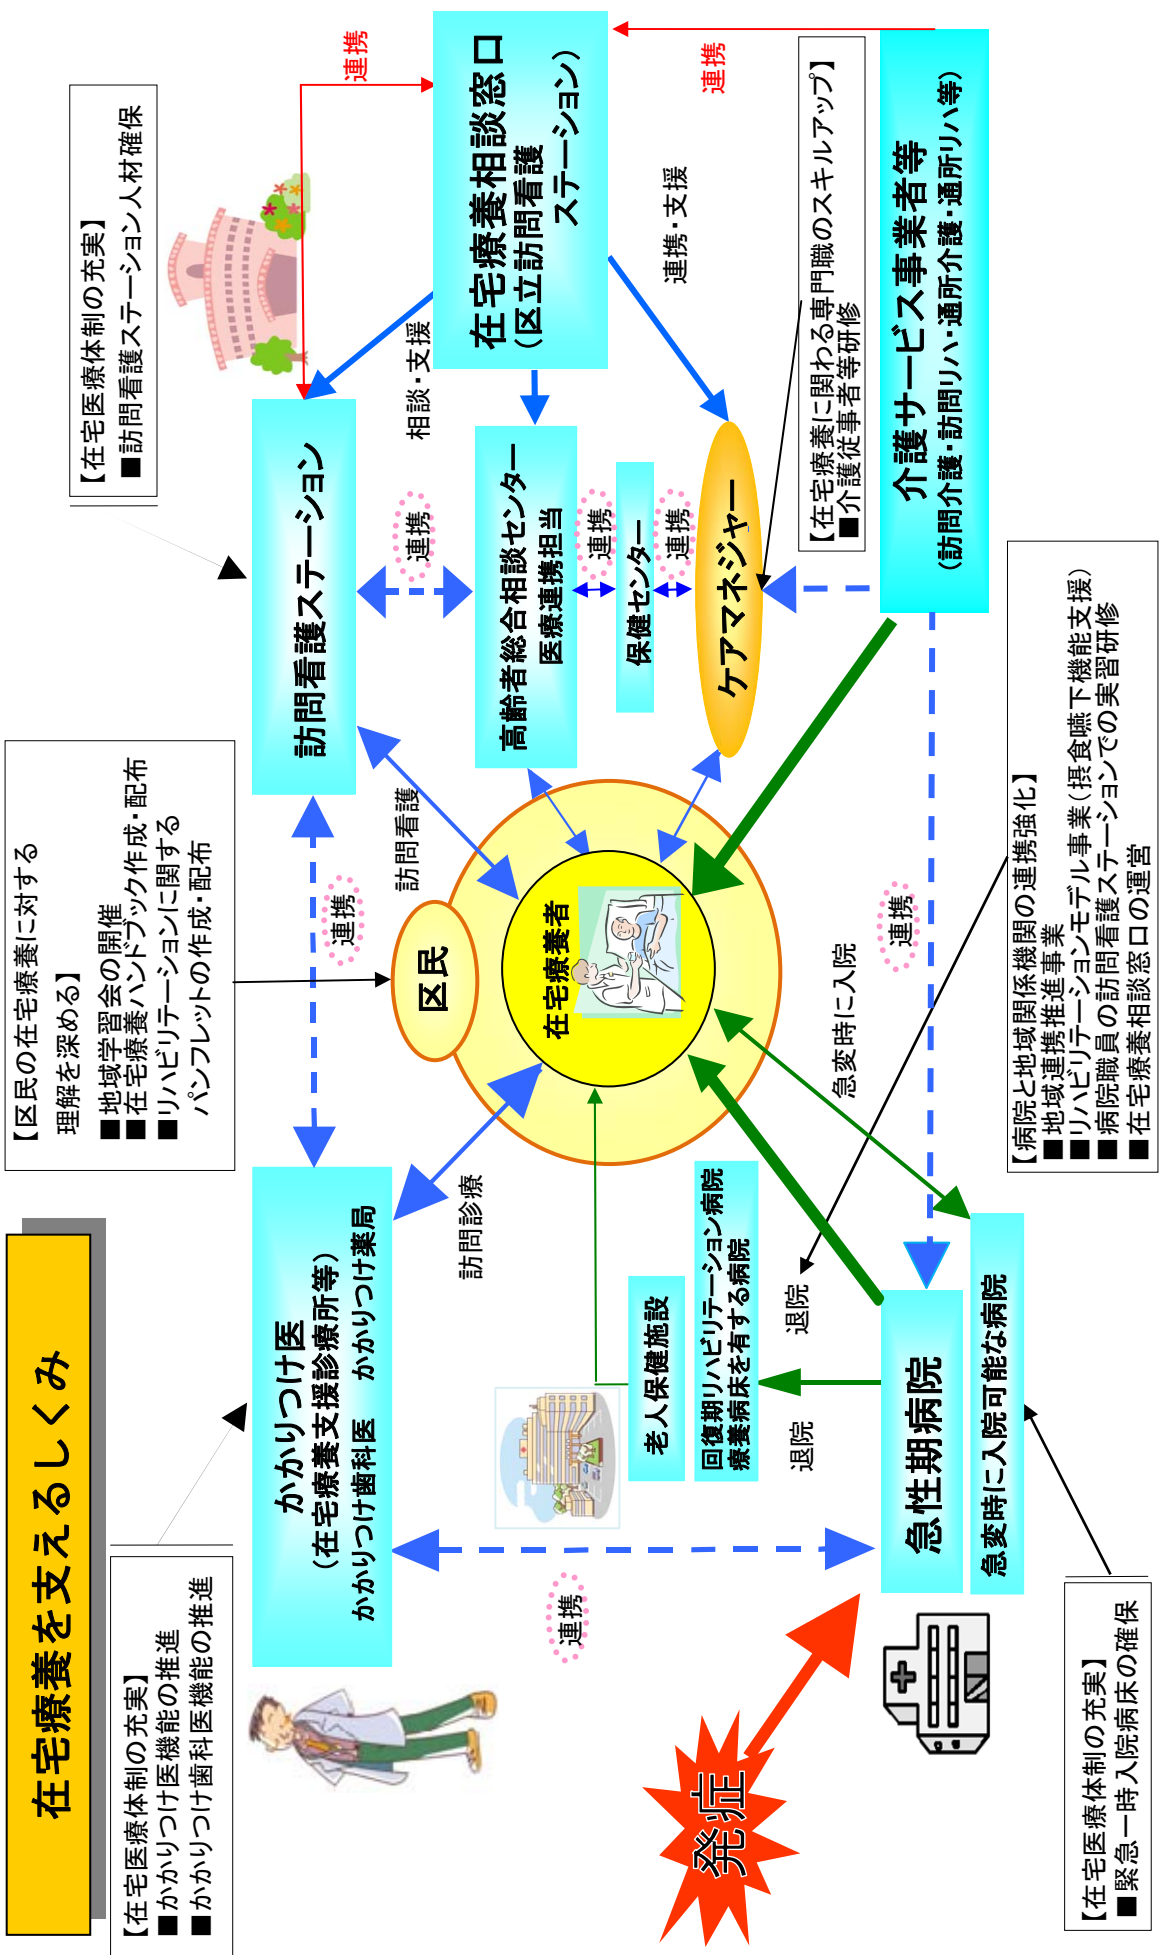 在宅療養を支えるしくみ
【在宅医療体制の充実】
■かかりつけ医機能の推進
■かかりつけ歯科医機能の推進
【区民の在宅療養に対する
理解を深める】
■地域学習会の開催
■在宅療養ハンドブック作成・配布
■リハビリテーションに関する
パンフレットの作成・配布
【在宅医療体制の充実】
■訪問看護ステーション人材確保
かかりつけ医
（在宅療養支援診療所等）
かかりつけ歯科医　かかりつけ薬局
連携
訪問看護ステーション
連携
訪問診療
区民
訪問看護
連携
相談・支援
在宅療養相談窓口
（区立訪問看護
ステーション）
在宅療養者
高齢者総合相談センター
医療連携担当
連携
連携
保健センター
連携
老人保健施設
回復期リハビリテーション病院
療養病床を有する病院
ケアマネジャー
連携・支援
連携
発症
退院
退院
急変時に入院
【在宅療養に関わる専門職のスキルアップ】
■介護従事者等研修
急性期病院
急変時に入院可能な病院
連携
介護サービス事業者等
（訪問介護・訪問リハ・通所介護・通所リハ等）
【在宅医療体制の充実】
■緊急一時入院病床の確保
【病院と地域関係機関の連携強化】
■地域連携推進事業
■リハビリテーションモデル事業（摂食嚥下機能支援）
■病院職員の訪問看護ステーションでの実習研修
■在宅療養相談窓口の運営